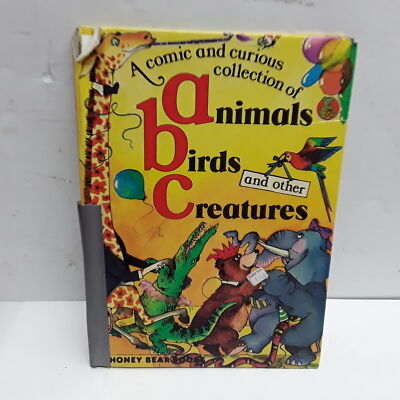 A comic and curious
collection of
animals
birds
and other
Creatures
HONEY BEAR BOOKS